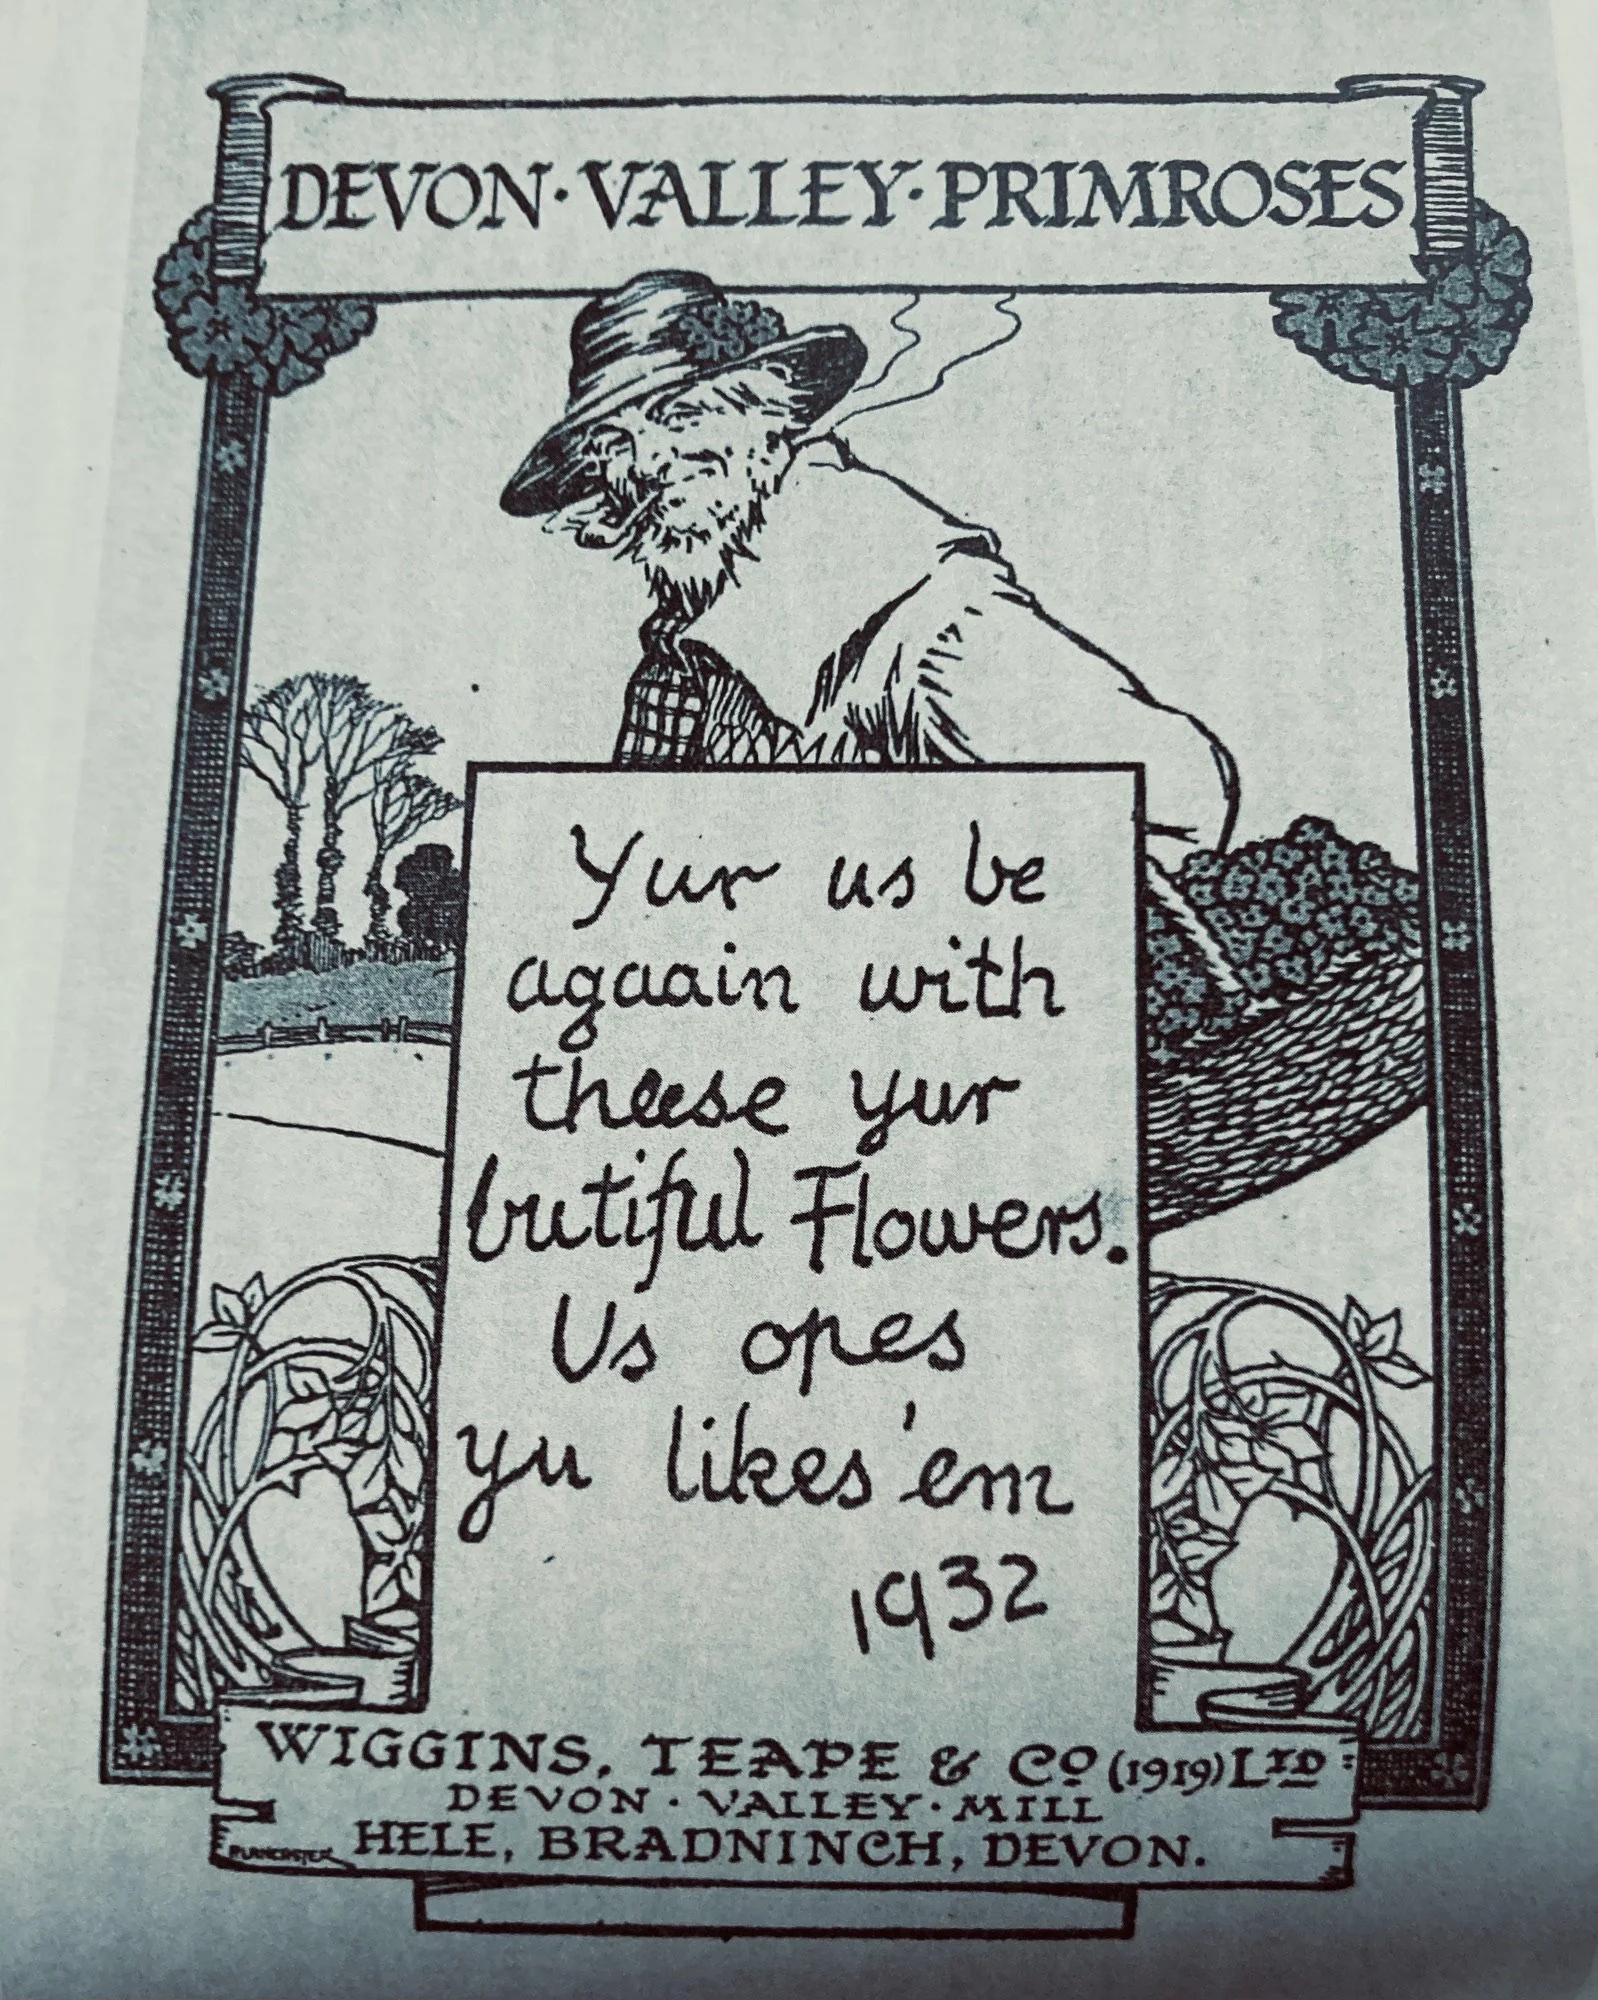 DEVON·VALLEY·PRIMROSES
Yur us be
agaain with
theese yur
butiful Flowers.
Us opes
yu likes 'em
1932
WIGGINS, TEAPE & Co (1919) LTD
DEVON·VALLEY·MILL
HELE, BRADNINCH, DEVON.